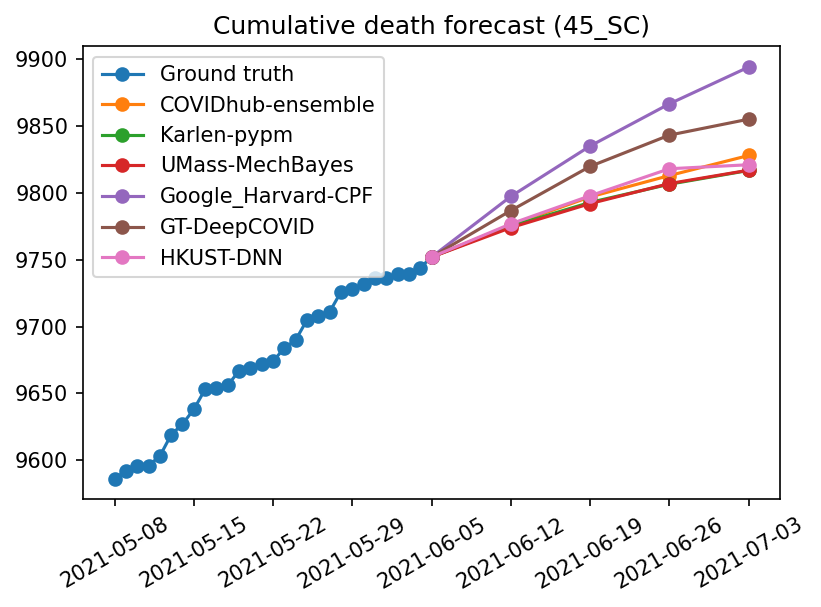 Cumulative death forecast (45_SC)
9900
9850
9800
9750
9700
9650
9600
Ground truth
COVIDhub-ensemble
Karlen-pypm
UMass-MechBayes
Google_Harvard-CPF
GT-DeepCOVID
HKUST-DNN
2021-05-08
2021-05-15
2021-05-22
2021-05-29
2021-06-05
2021-06-12
2021-06-19
2021-06-26
2021-07-03